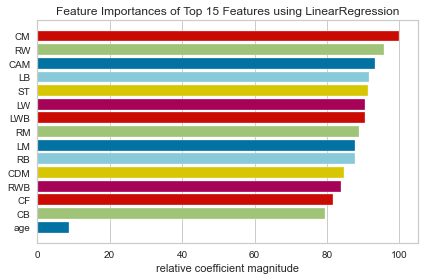 Feature Importances of Top 15 Features using LinearRegression
CM
RW
CAM
LB
ST
LW
LWB
RM
LM
RB
CDM
RWB
CF
CB
age
0 20 40 60 80 100
relative coefficient magnitude